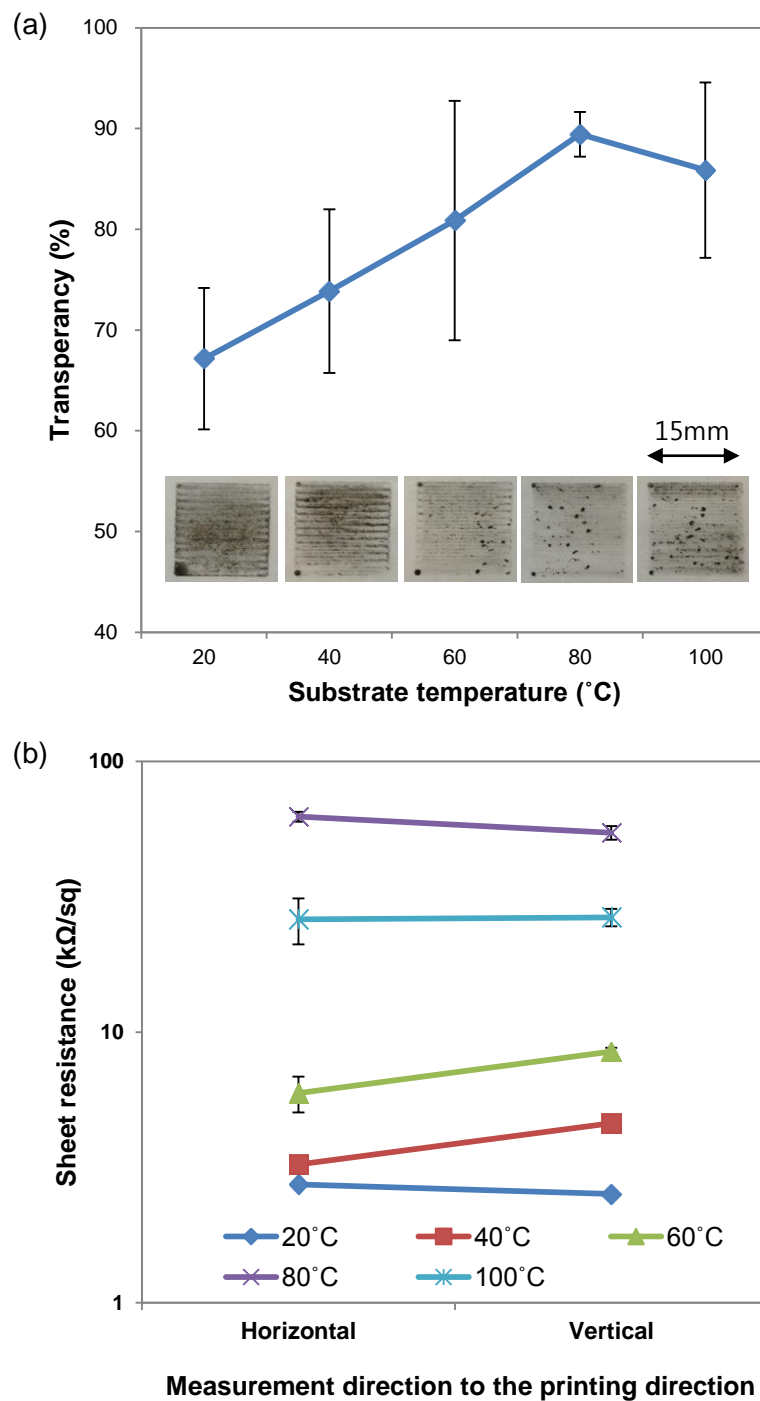 (a)
100
90
80
70
60
50
40
Transperancy (%)
15mm
20 40 60 80 100
Substrate temperature (˚C)
(b)
100
10
1
Sheet resistance (kΩ/sq)
20˚C 40˚C 60˚C
80˚C 100˚C
Horizontal Vertical
Measurement direction to the printing direction